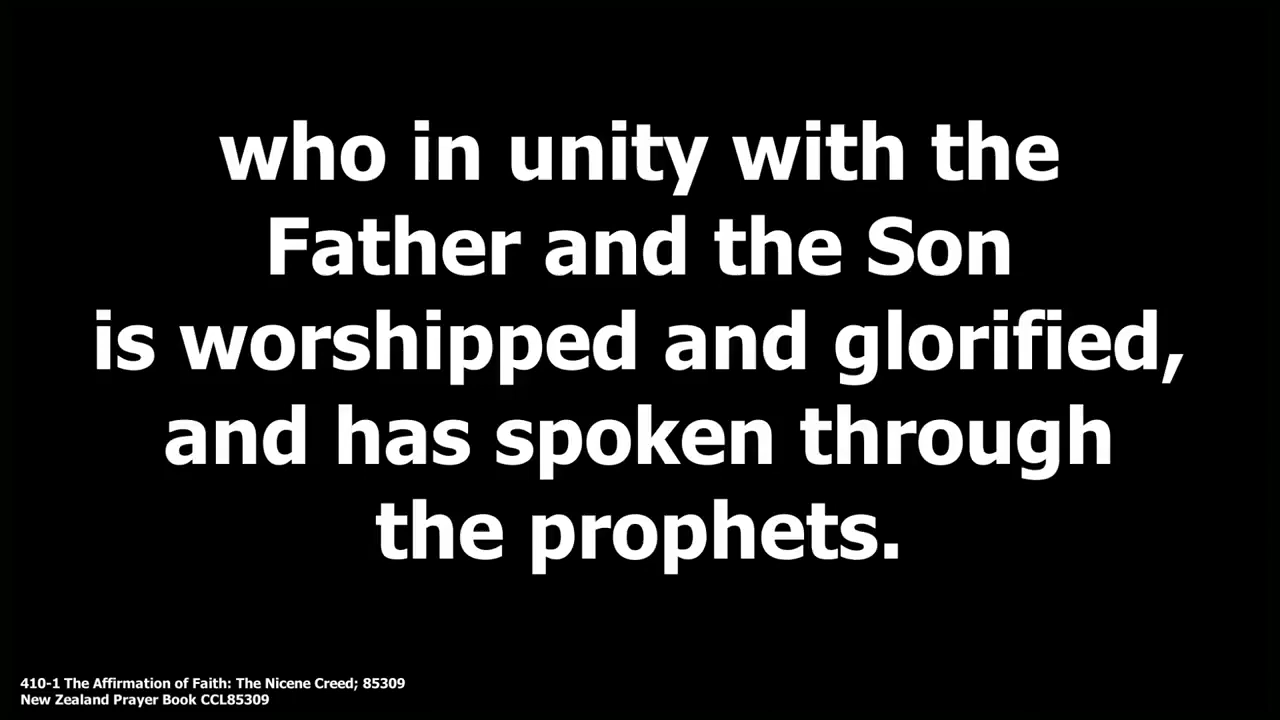 who in unity with the
Father and the Son
is worshipped and glorified,
and has spoken through
the prophets.
410-1 The Affirmation of Faith: The Nicene Creed; 85309
New Zealand Prayer Book CCL85309